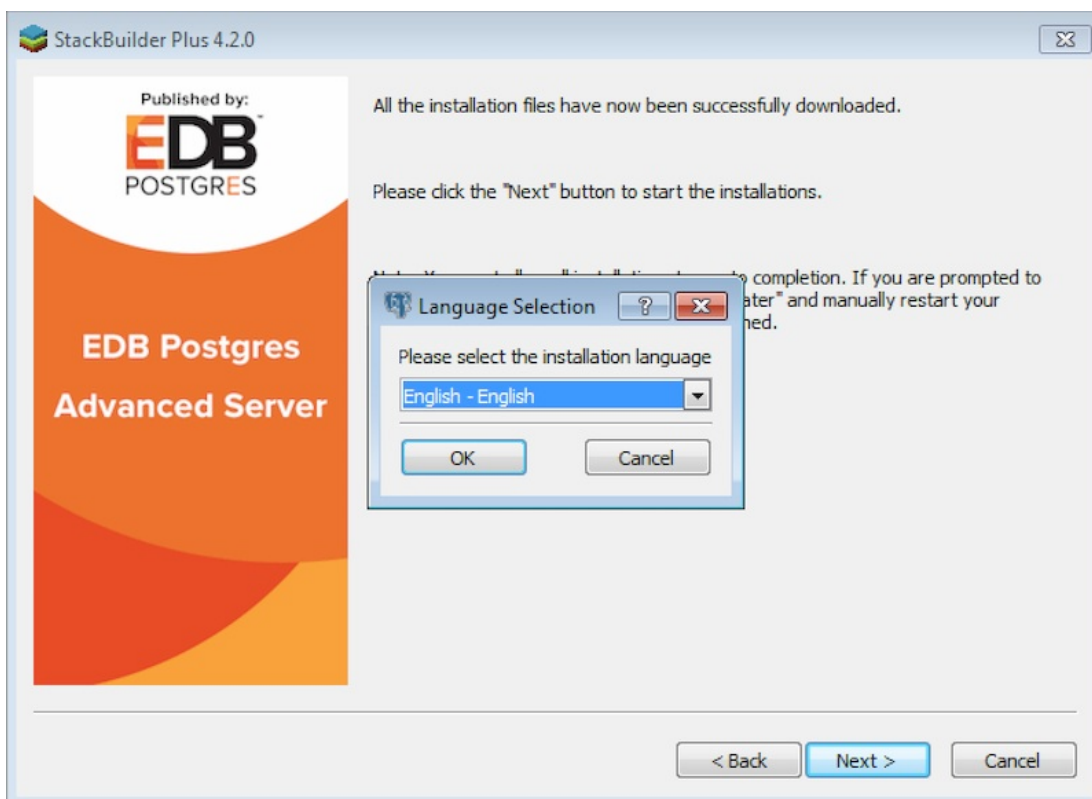 StackBuilder Plus 4.2.0
Published by:
EDB
POSTGRES
EDB Postgres
Advanced Server
All the installation files have now been successfully downloaded.
Please click the "Next" button to start the installations.
completion. If you are prompted to
ater" and manually restart your
ned.
Language Selection
?
Please select the installation language
English - English
OK
Cancel
< Back
Next >
Cancel